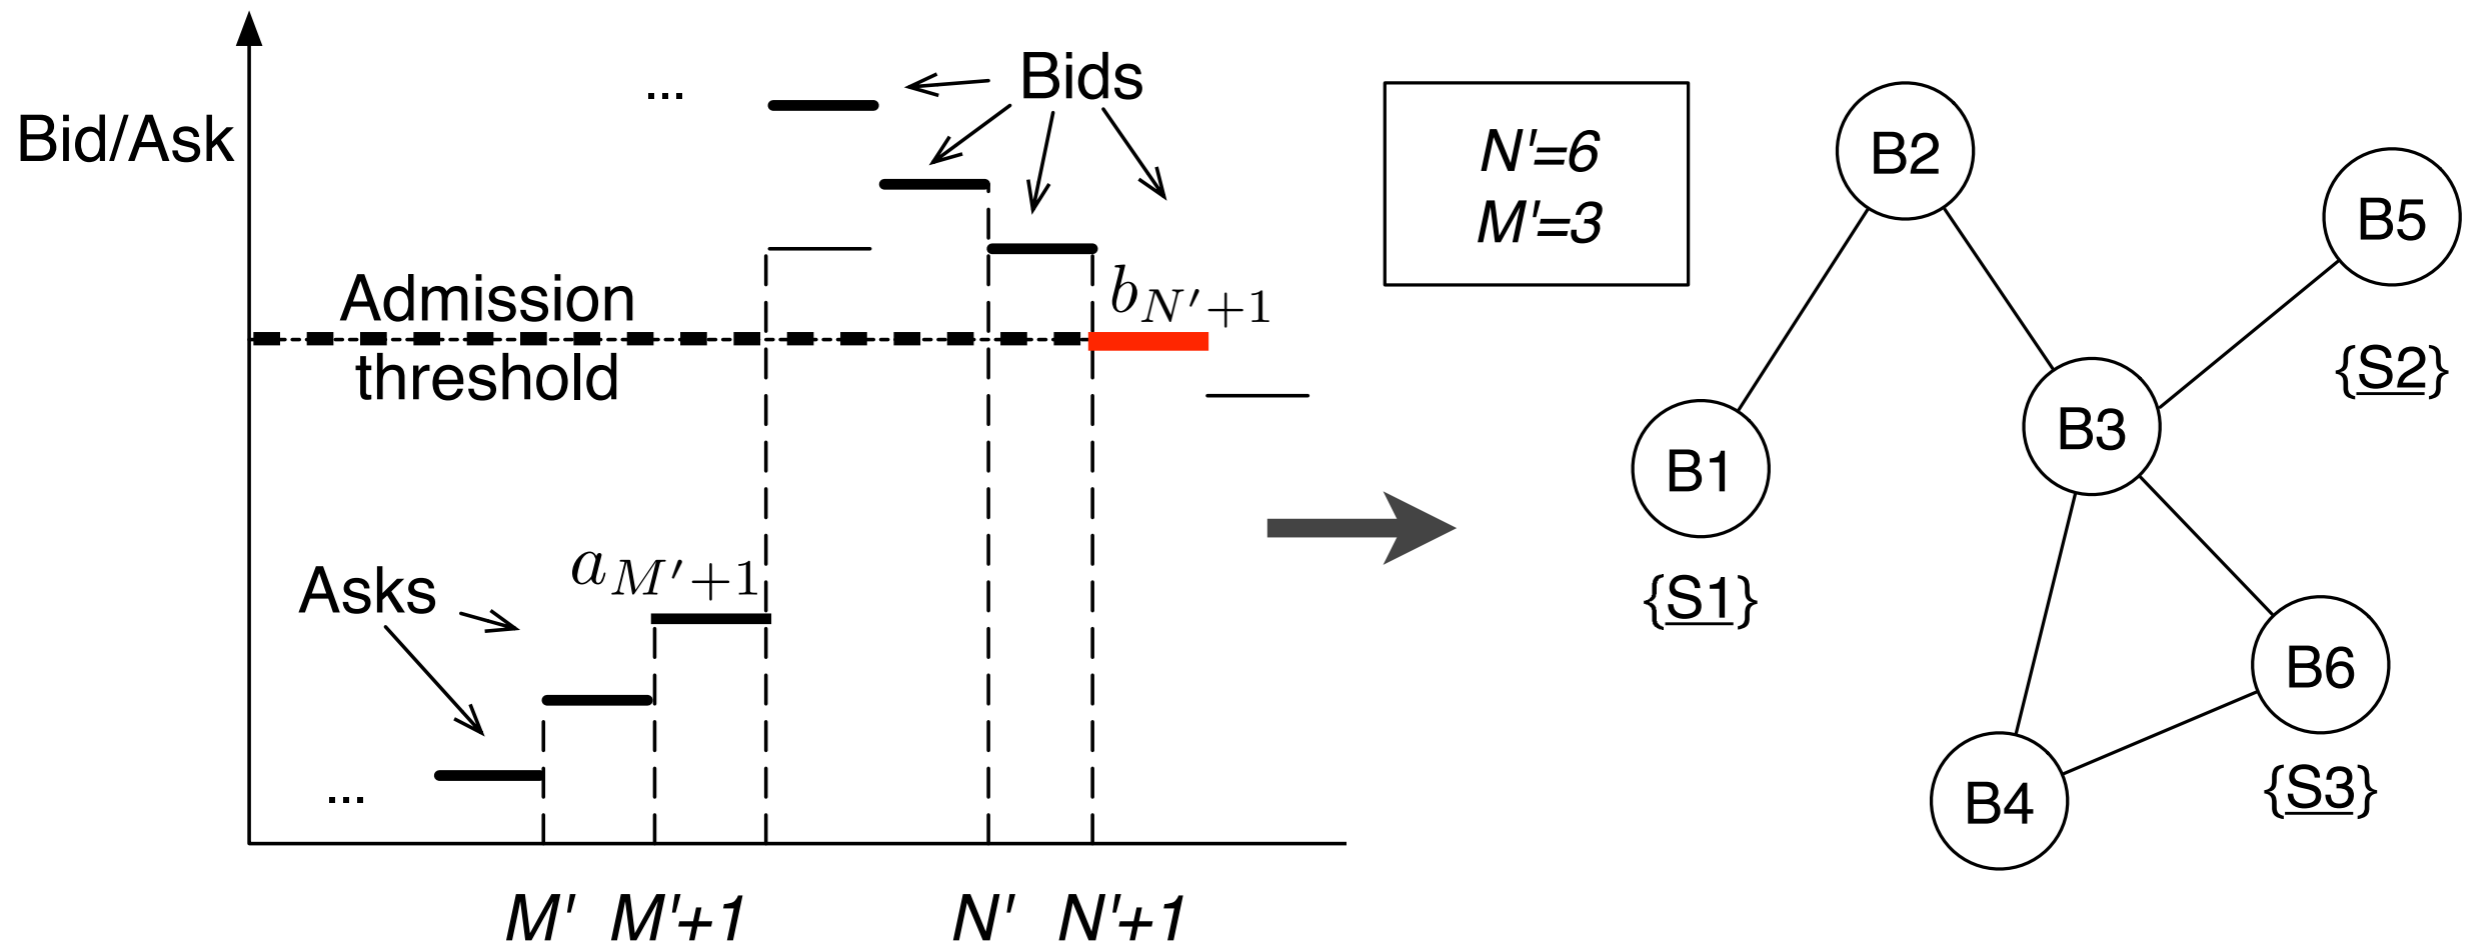 ...
Bids
Bid/Ask
Admission
threshold
b_{N'+1}
Asks
a_{M'+1}
...
M'
M'+1
N'
N'+1
N'=6
M'=3
B2
B5
{S2}
B3
B1
{S1}
B6
{S3}
B4